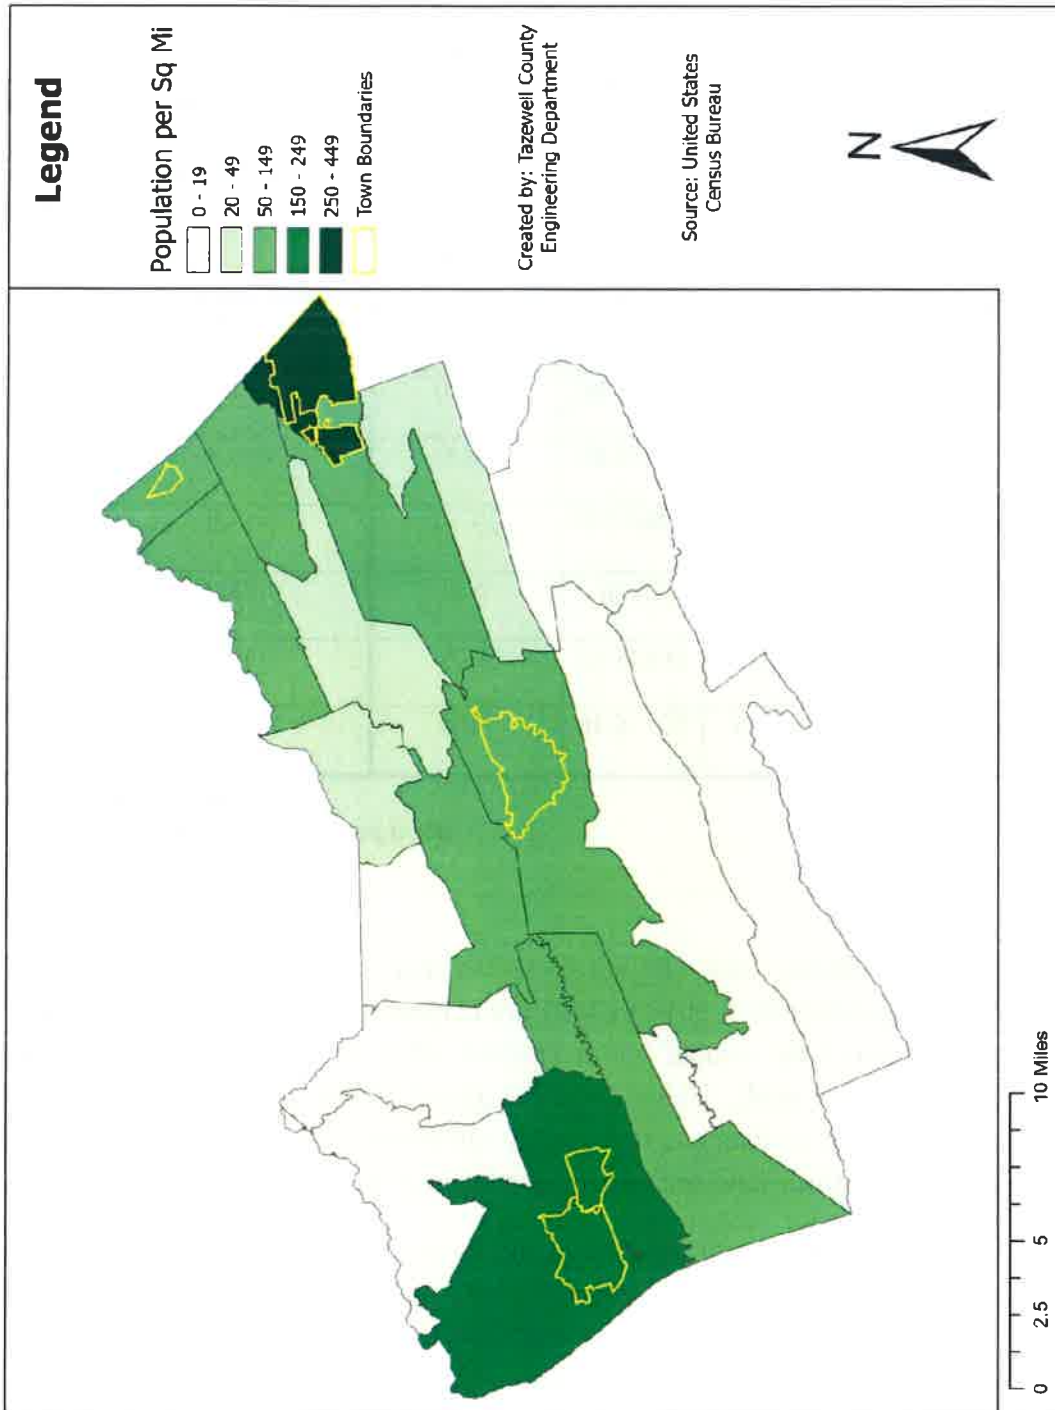 Legend
Population per Sq Mi
0 - 19
20 - 49
50 - 149
150 - 249
250 - 449
Town Boundaries
Created by: Tazewell County
Engineering Department
Source: United States
Census Bureau
N
0 2.5 5 10 Miles